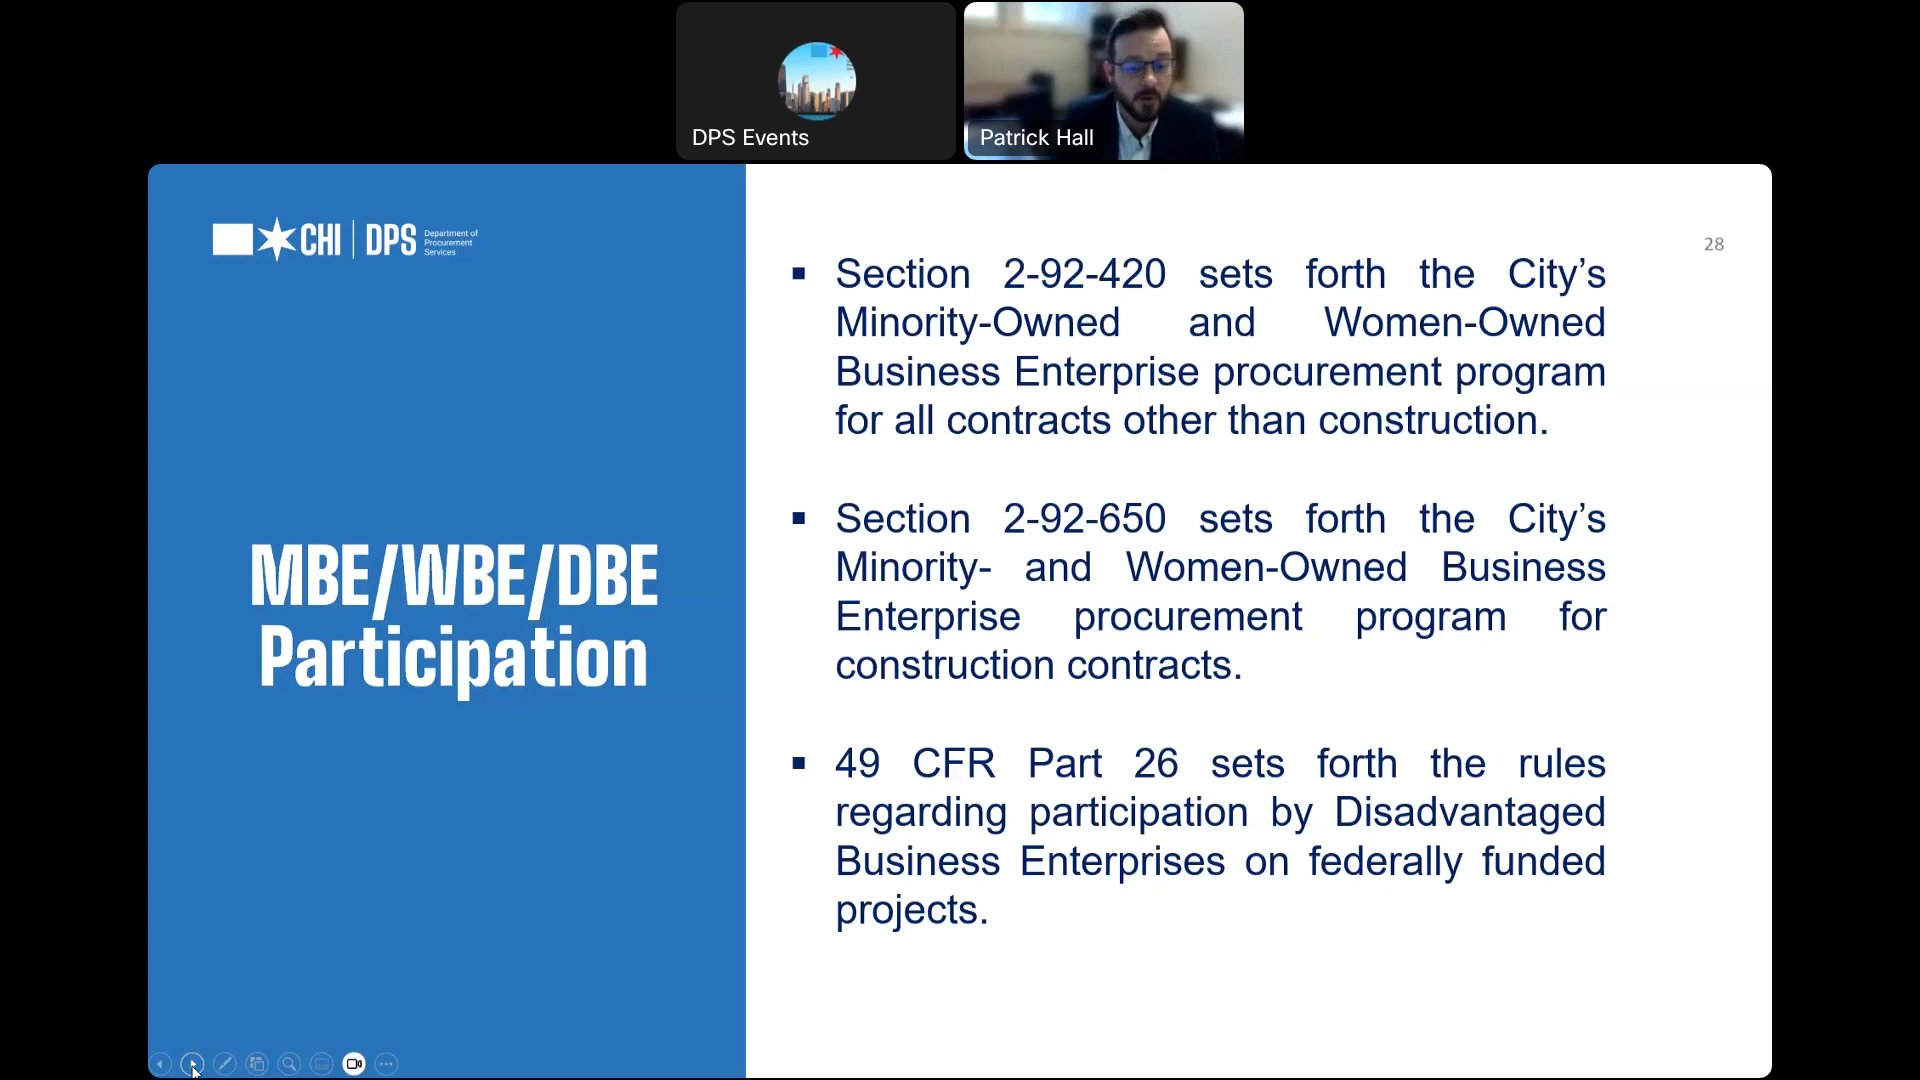 DPS Events
Patrick Hall
CHI | DPS
Department of
Procurement
Services
28
MBE/WBE/DBE
Participation
▪ Section 2-92-420 sets forth the City’s
Minority-Owned and Women-Owned
Business Enterprise procurement program
for all contracts other than construction.
▪ Section 2-92-650 sets forth the City’s
Minority- and Women-Owned Business
Enterprise procurement program for
construction contracts.
▪ 49 CFR Part 26 sets forth the rules
regarding participation by Disadvantaged
Business Enterprises on federally funded
projects.